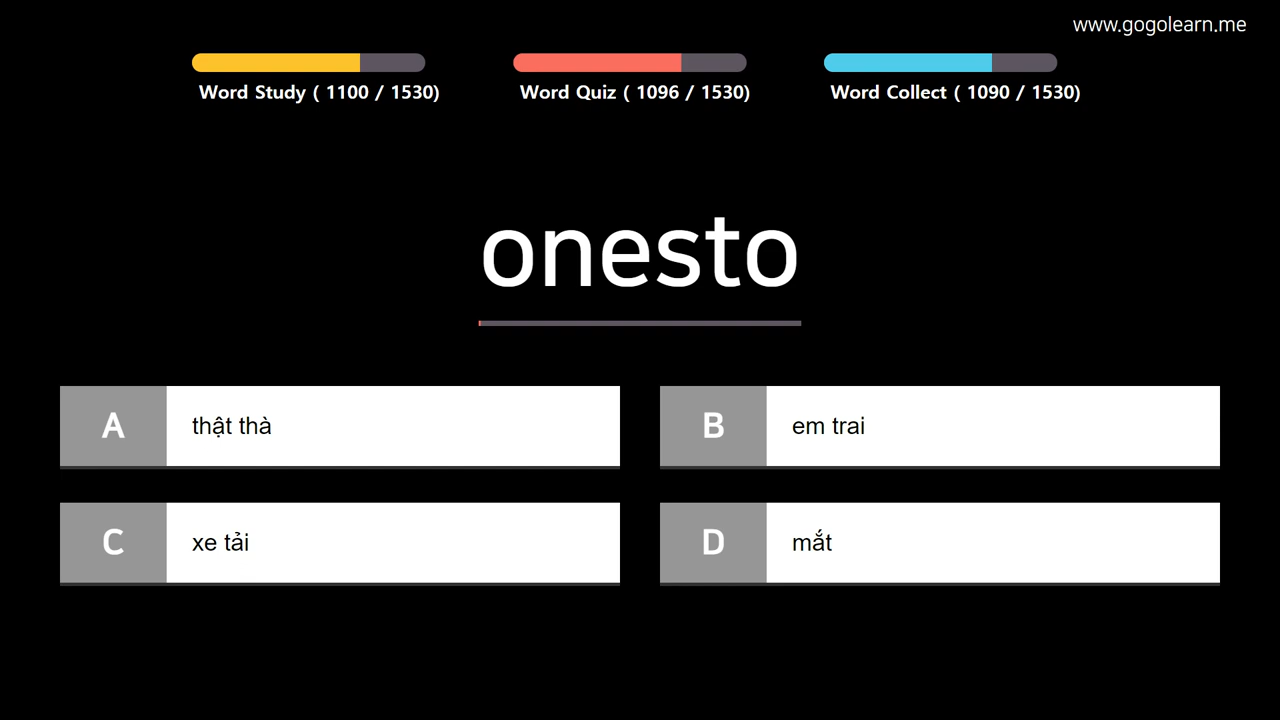 www.gogolearn.me
Word Study ( 1100 / 1530)
Word Quiz ( 1096 / 1530)
Word Collect ( 1090 / 1530)
onesto
A thật thà
B em trai
C xe tải
D mắt